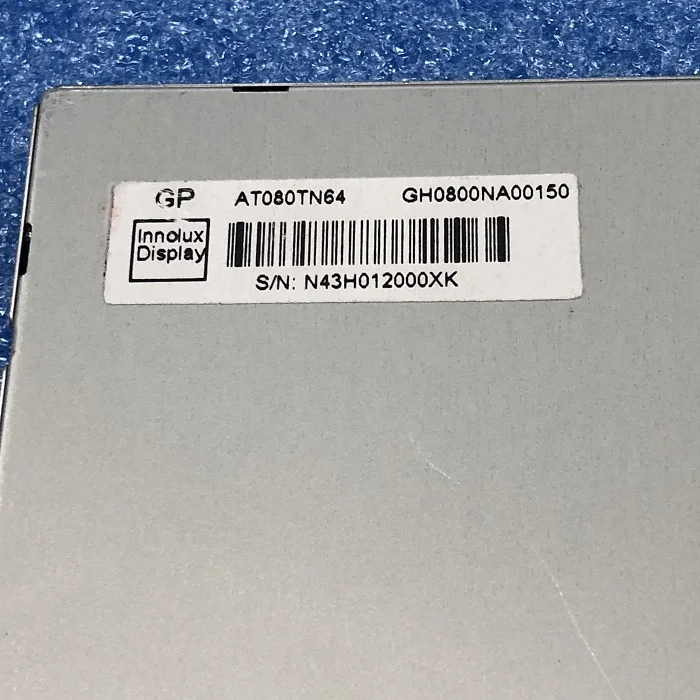 GP AT080TN64 GH0800NA00150
Innolux
Display
S/N: N43H012000XK